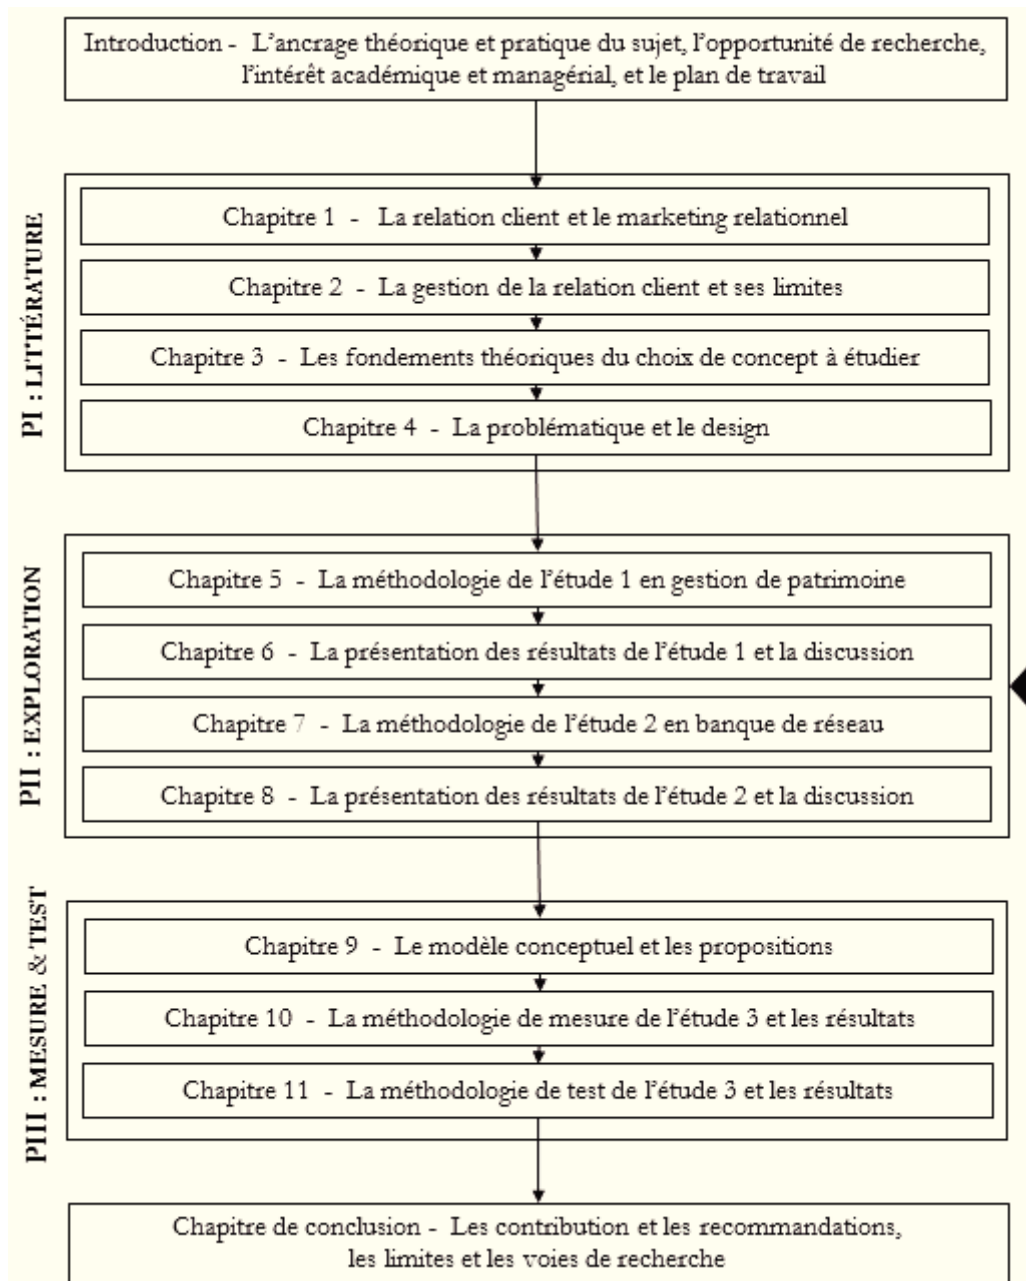 Introduction - L'ancrage théorique et pratique du sujet, l'opportunité de recherche,
l'intérêt académique et managérial, et le plan de travail
PI : LITTÉRATURE
Chapitre 1 - La relation client et le marketing relationnel
Chapitre 2 - La gestion de la relation client et ses limites
Chapitre 3 - Les fondements théoriques du choix de concept à étudier
Chapitre 4 - La problématique et le design
PII : EXPLORATION
Chapitre 5 - La méthodologie de l'étude 1 en gestion de patrimoine
Chapitre 6 - La présentation des résultats de l'étude 1 et la discussion
Chapitre 7 - La méthodologie de l'étude 2 en banque de réseau
Chapitre 8 - La présentation des résultats de l'étude 2 et la discussion
PIII : MESURE & TEST
Chapitre 9 - Le modèle conceptuel et les propositions
Chapitre 10 - La méthodologie de mesure de l'étude 3 et les résultats
Chapitre 11 - La méthodologie de test de l'étude 3 et les résultats
Chapitre de conclusion - Les contribution et les recommandations,
les limites et les voies de recherche